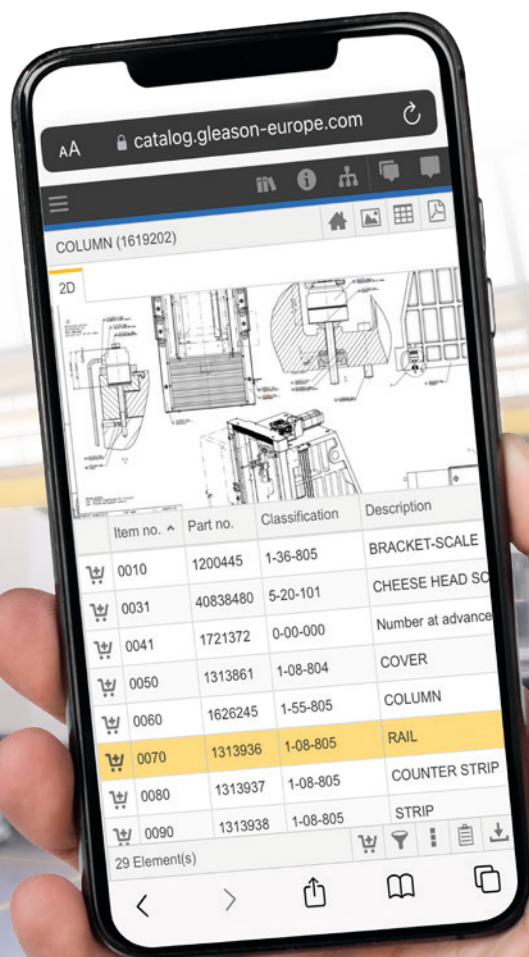 AA catalog.gleason-europe.com
COLUMN (1619202)
2D
Item no. Part no. Classification Description
0010 1200445 1-36-805 BRACKET-SCALE
0031 40838480 5-20-101 CHEESE HEAD SC
0041 1721372 0-00-000 Number at advance
0050 1313861 1-08-804 COVER
0060 1626245 1-55-805 COLUMN
0070 1313936 1-08-805 RAIL
0080 1313937 1-08-805 COUNTER STRIP
0090 1313938 1-08-805 STRIP
29 Element(s)